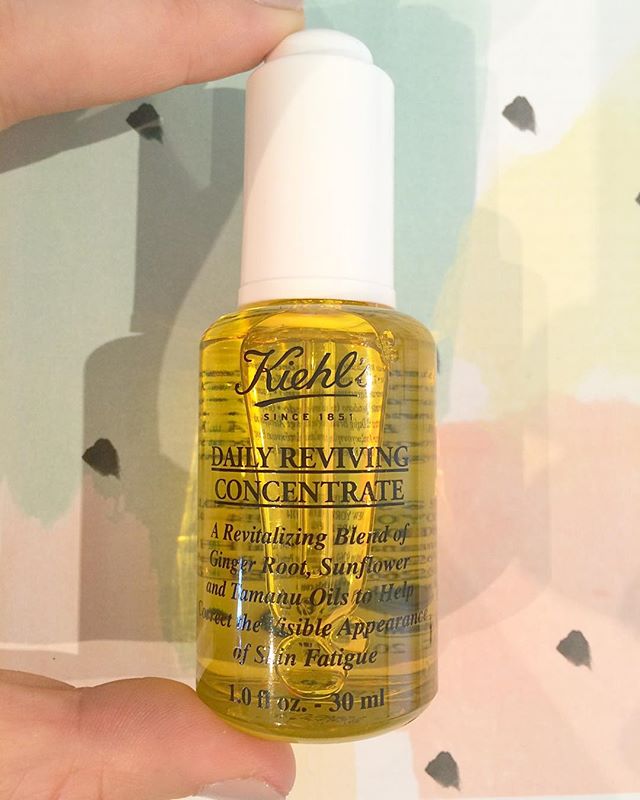 Kiehl's
SINCE 1851
DAILY REVIVING
CONCENTRATE
A Revitalizing Blend of
Ginger Root, Sunflower
and Tamanu Oils to Help
Correct the Visible Appearance
of Skin Fatigue
1.0 fl oz. - 30 ml